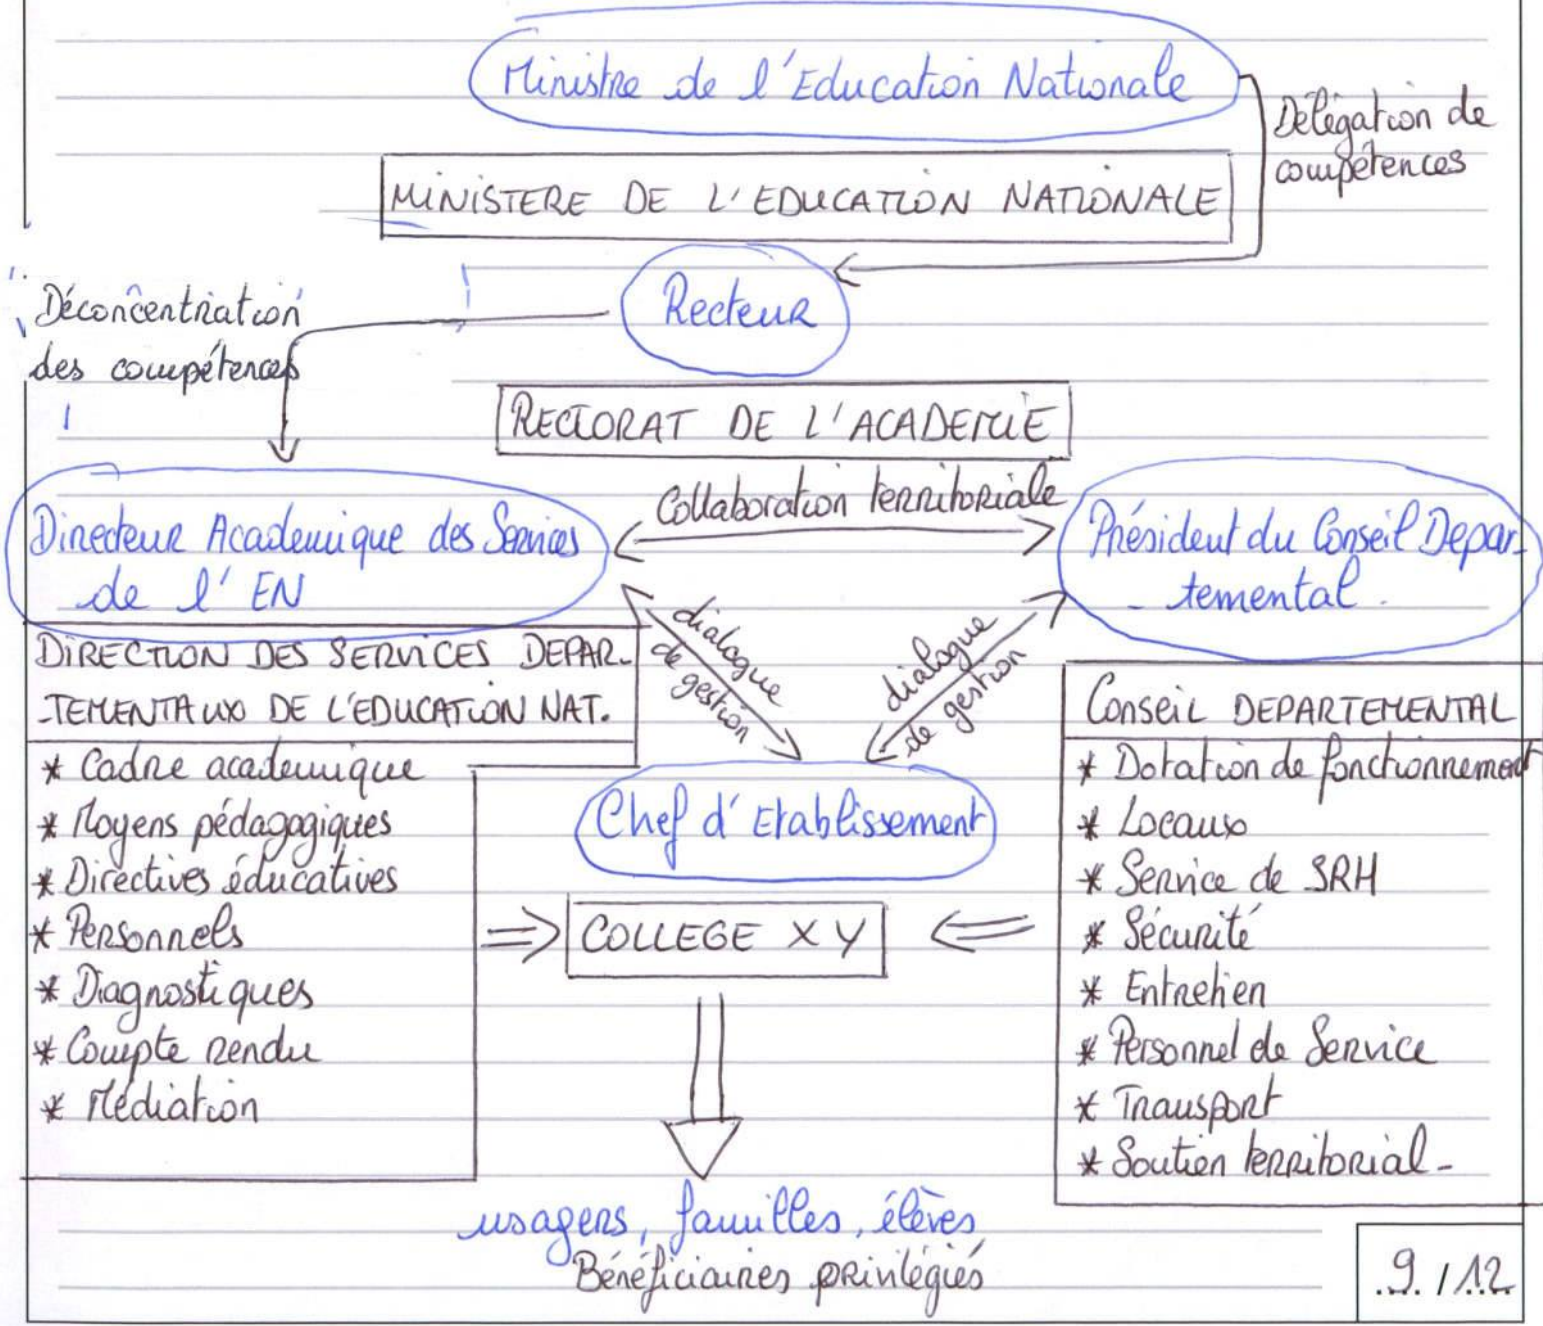 Ministre de l'Education Nationale
Délégation de
compétences
MINISTERE DE L'EDUCATION NATIONALE
Recteur
Déconcentration
des compétences
RECTORAT DE L'ACADEMIE
Collaboration territoriale
Directeur Academique des Services
de l'EN
Président du Conseil Depar-
- temental.
dialogue
de gestion
dialogue
de gestion
DIRECTION DES SERVICES DEPAR-
-TEMENTAUX DE L'EDUCATION NAT.
* Cadre academique
* Moyens pédagogiques
* Directives éducatives
* Personnels
* Diagnostiques
* Compte rendu
* Médiation
Chef d'Etablissement
COLLEGE XY
Conseil DEPARTEMENTAL
* Dotation de fonctionnement
* Locaux
* Service de SRH
* Sécurité
* Entretien
* Personnel de Service
* Transport
* Soutien territorial-
usagers, familles, élèves
Bénéficiaires privilégiés
.9. / 12